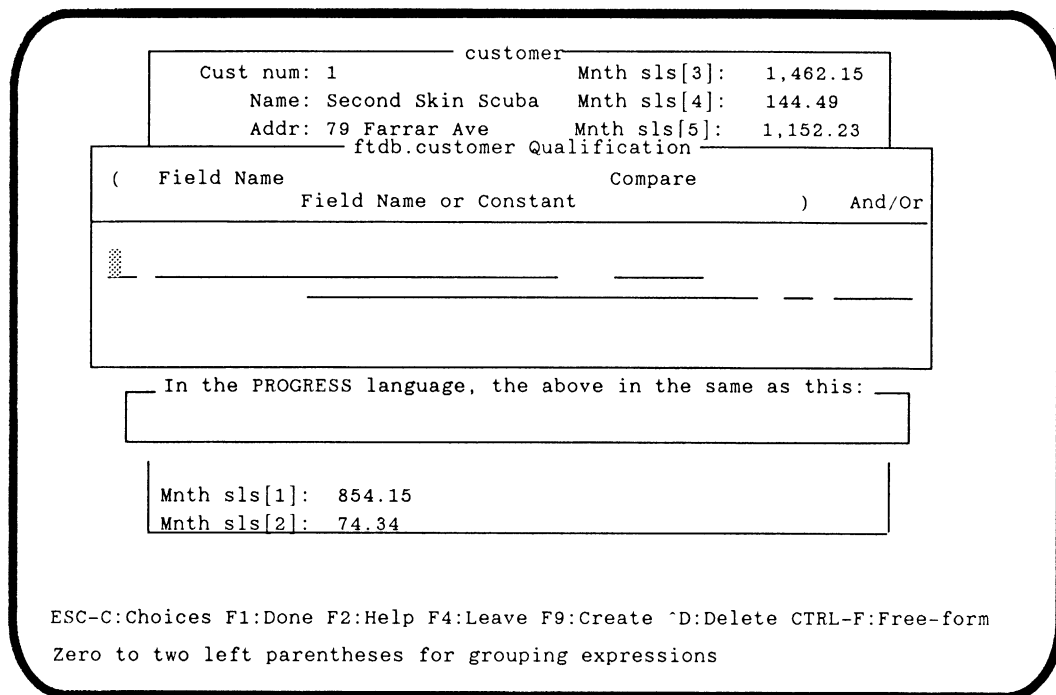 customer
Cust num: 1 Mnth sls[3]: 1,462.15
Name: Second Skin Scuba Mnth sls[4]: 144.49
Addr: 79 Farrar Ave Mnth sls[5]: 1,152.23
ftdb.customer Qualification
( Field Name Compare
Field Name or Constant ) And/Or
In the PROGRESS language, the above in the same as this:
Mnth sls[1]: 854.15
Mnth sls[2]: 74.34
ESC-C:Choices F1:Done F2:Help F4:Leave F9:Create ^D:Delete CTRL-F:Free-form
Zero to two left parentheses for grouping expressions